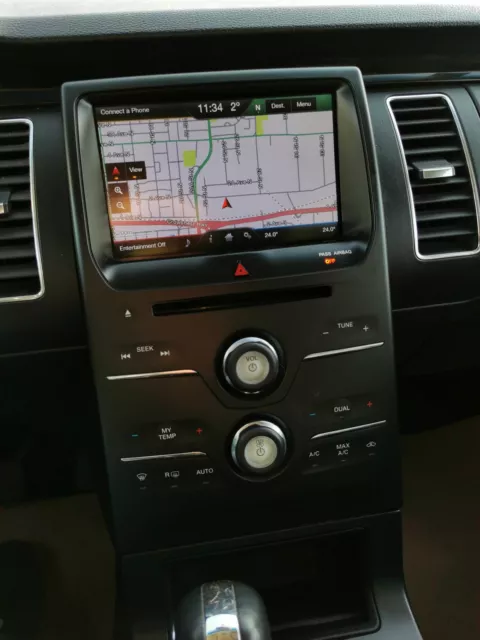 Connect a Phone 11:34 2° N Dest. Menu
View
Entertainment Off i 24.0° 24.0°
PASS AIRBAG
OFF
SEEK − TUNE +
VOL
− MY TEMP + − DUAL +
A/C MAX A/C
R AUTO